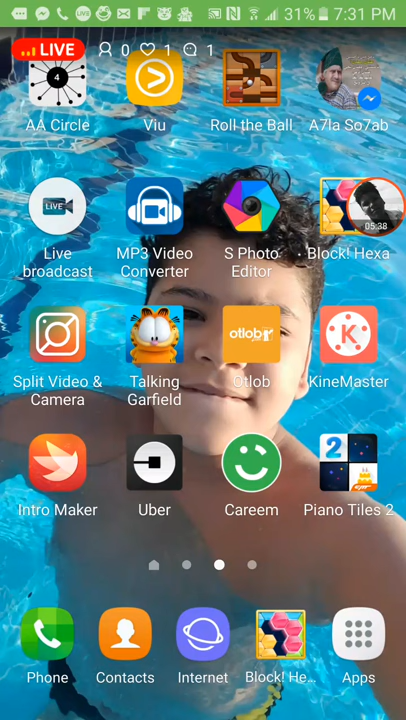 31% 7:31 PM
LIVE 0 1 1
4
AA Circle Viu Roll the Ball A7la So7ab
LIVE
05:38
Live broadcast MP3 Video Converter S Photo Editor Block! Hexa
otlob
Split Video & Camera Talking Garfield Otlob KineMaster
K
2
Intro Maker Uber Careem Piano Tiles 2
Phone Contacts Internet Block! He... Apps